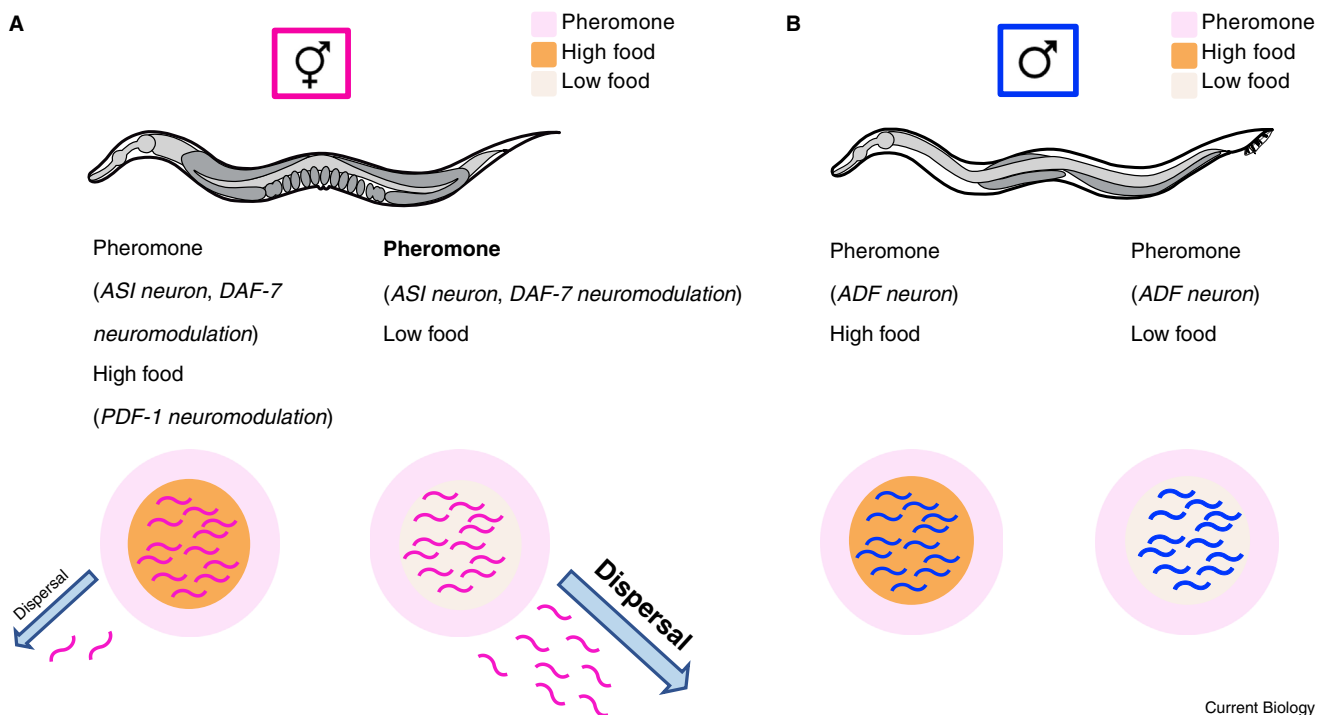 A
Pheromone
High food
Low food
Pheromone
(ASI neuron, DAF-7
neuromodulation)
High food
(PDF-1 neuromodulation)
Pheromone
(ASI neuron, DAF-7 neuromodulation)
Low food
Dispersal
Dispersal
B
Pheromone
High food
Low food
Pheromone
(ADF neuron)
High food
Pheromone
(ADF neuron)
Low food
Current Biology